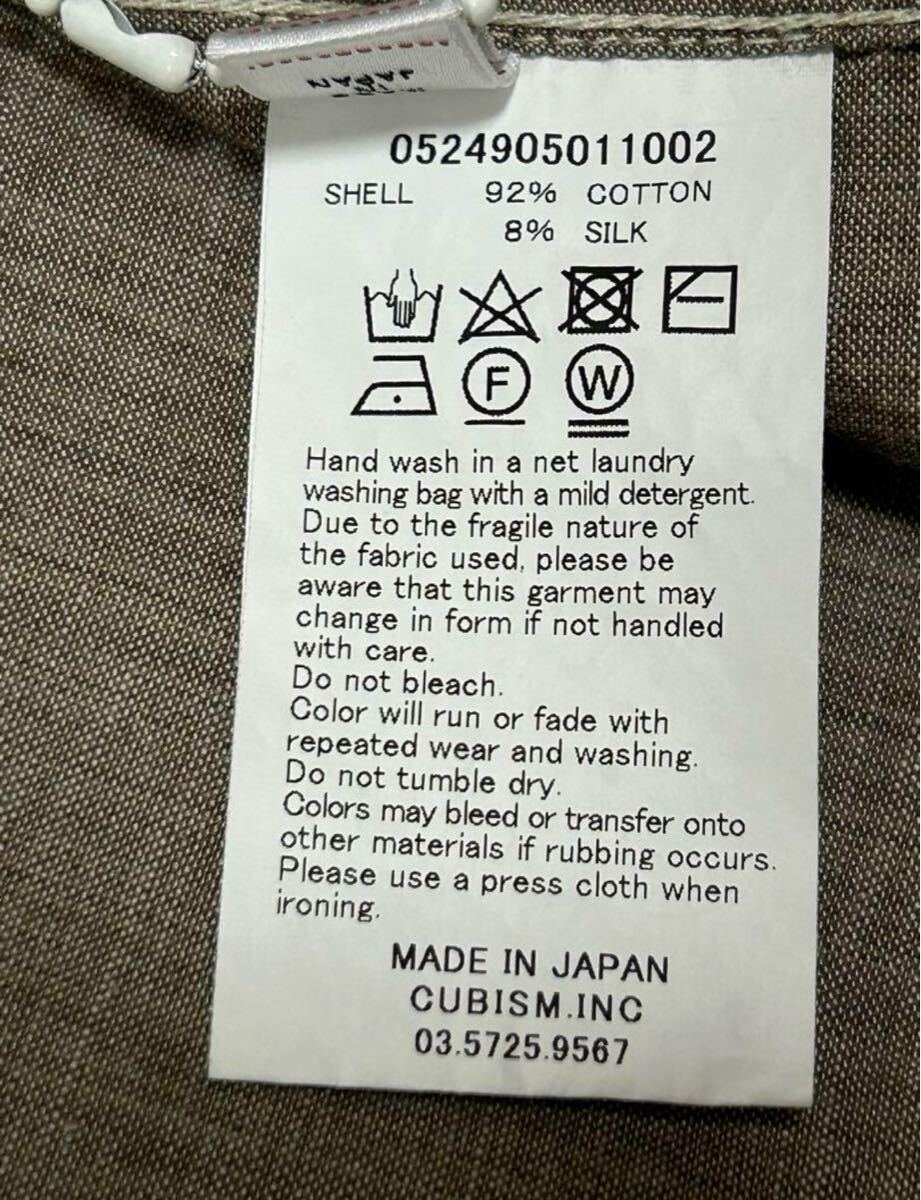 JAPAN
0524905011002
SHELL 92% COTTON
8% SILK
F W
Hand wash in a net laundry
washing bag with a mild detergent.
Due to the fragile nature of
the fabric used, please be
aware that this garment may
change in form if not handled
with care.
Do not bleach.
Color will run or fade with
repeated wear and washing.
Do not tumble dry.
Colors may bleed or transfer onto
other materials if rubbing occurs.
Please use a press cloth when
ironing.
MADE IN JAPAN
CUBISM.INC
03.5725.9567